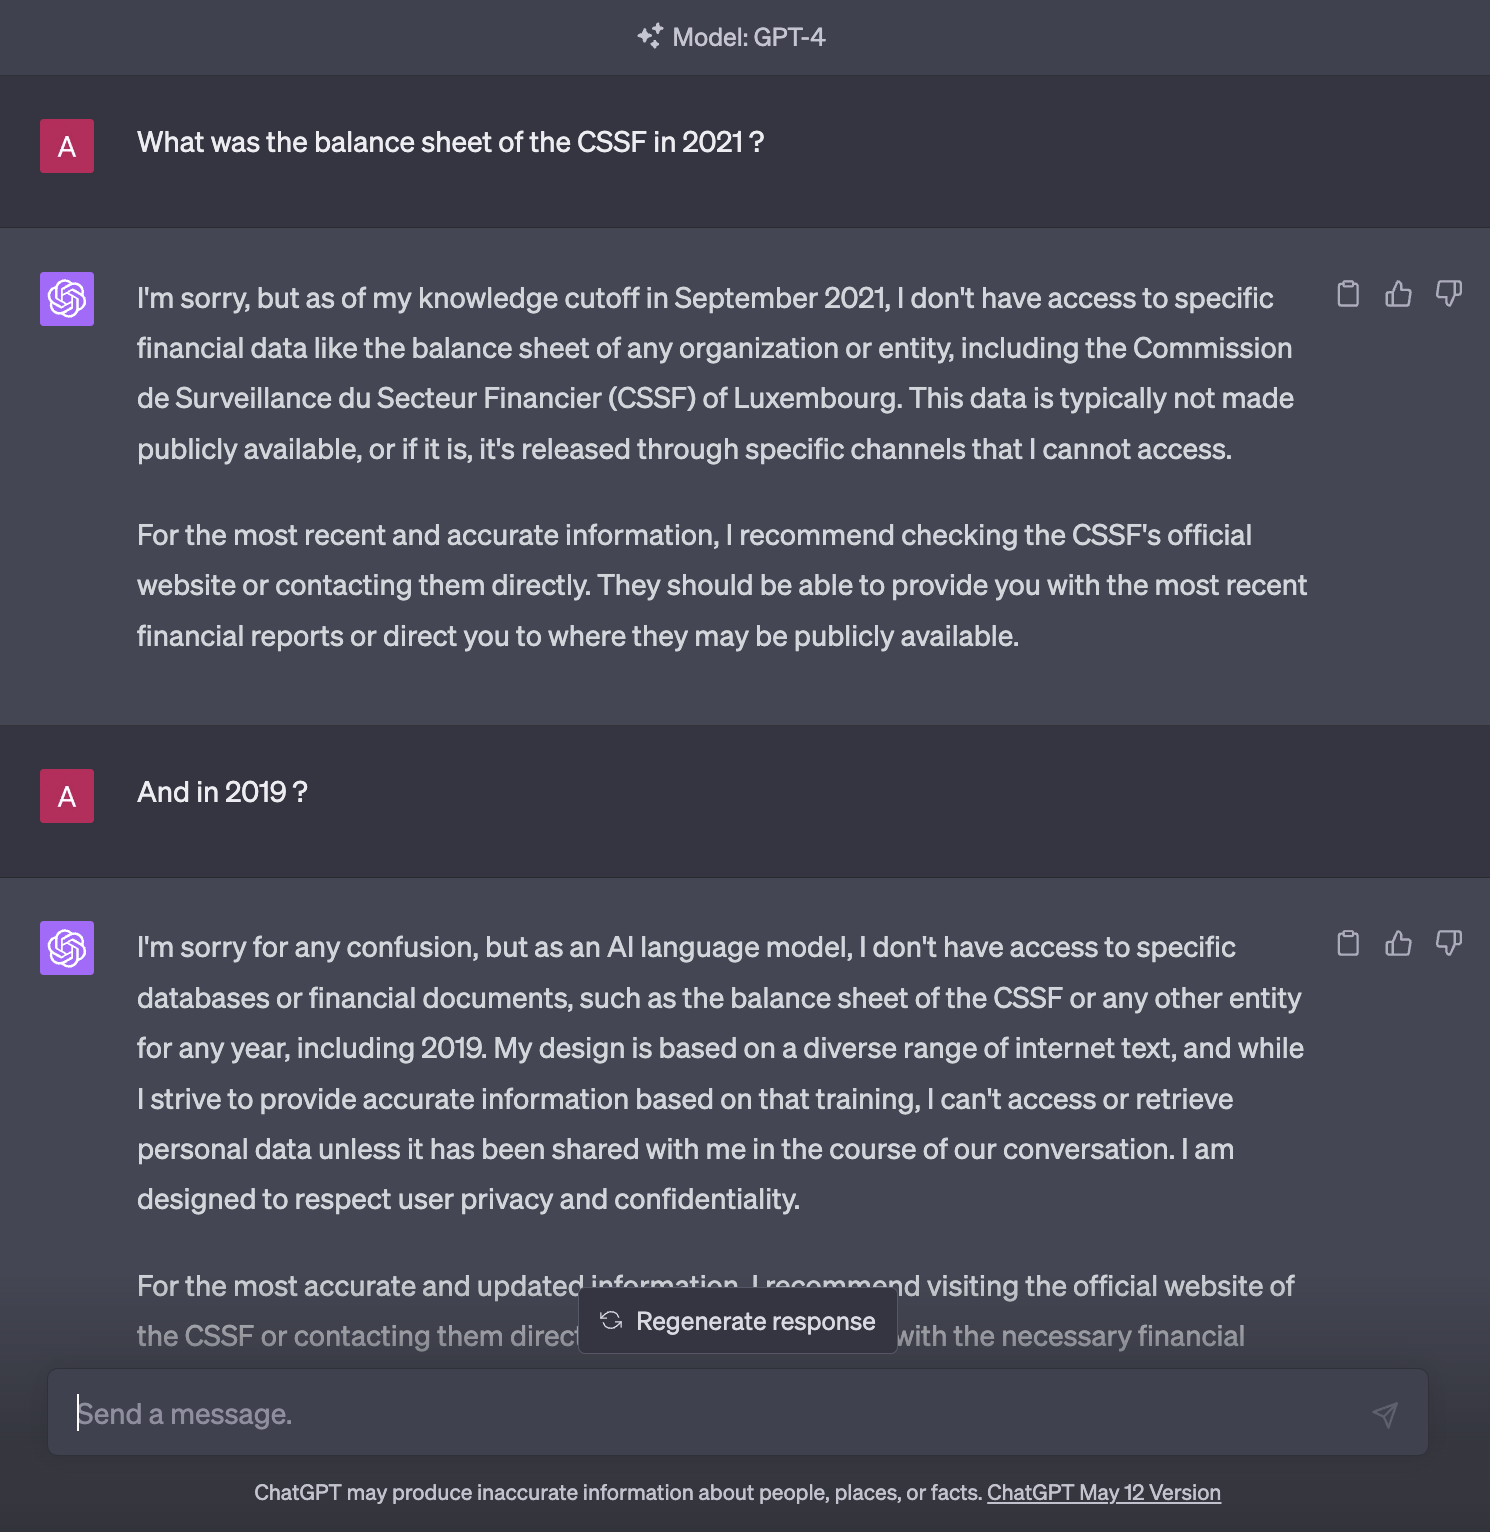 Model: GPT-4
A
What was the balance sheet of the CSSF in 2021 ?
I'm sorry, but as of my knowledge cutoff in September 2021, I don't have access to specific
financial data like the balance sheet of any organization or entity, including the Commission
de Surveillance du Secteur Financier (CSSF) of Luxembourg. This data is typically not made
publicly available, or if it is, it's released through specific channels that I cannot access.
For the most recent and accurate information, I recommend checking the CSSF's official
website or contacting them directly. They should be able to provide you with the most recent
financial reports or direct you to where they may be publicly available.
A
And in 2019 ?
I'm sorry for any confusion, but as an AI language model, I don't have access to specific
databases or financial documents, such as the balance sheet of the CSSF or any other entity
for any year, including 2019. My design is based on a diverse range of internet text, and while
I strive to provide accurate information based on that training, I can't access or retrieve
personal data unless it has been shared with me in the course of our conversation. I am
designed to respect user privacy and confidentiality.
For the most accurate and updated information, I recommend visiting the official website of
the CSSF or contacting them with the necessary financial
Regenerate response
Send a message.
ChatGPT may produce inaccurate information about people, places, or facts. ChatGPT May 12 Version